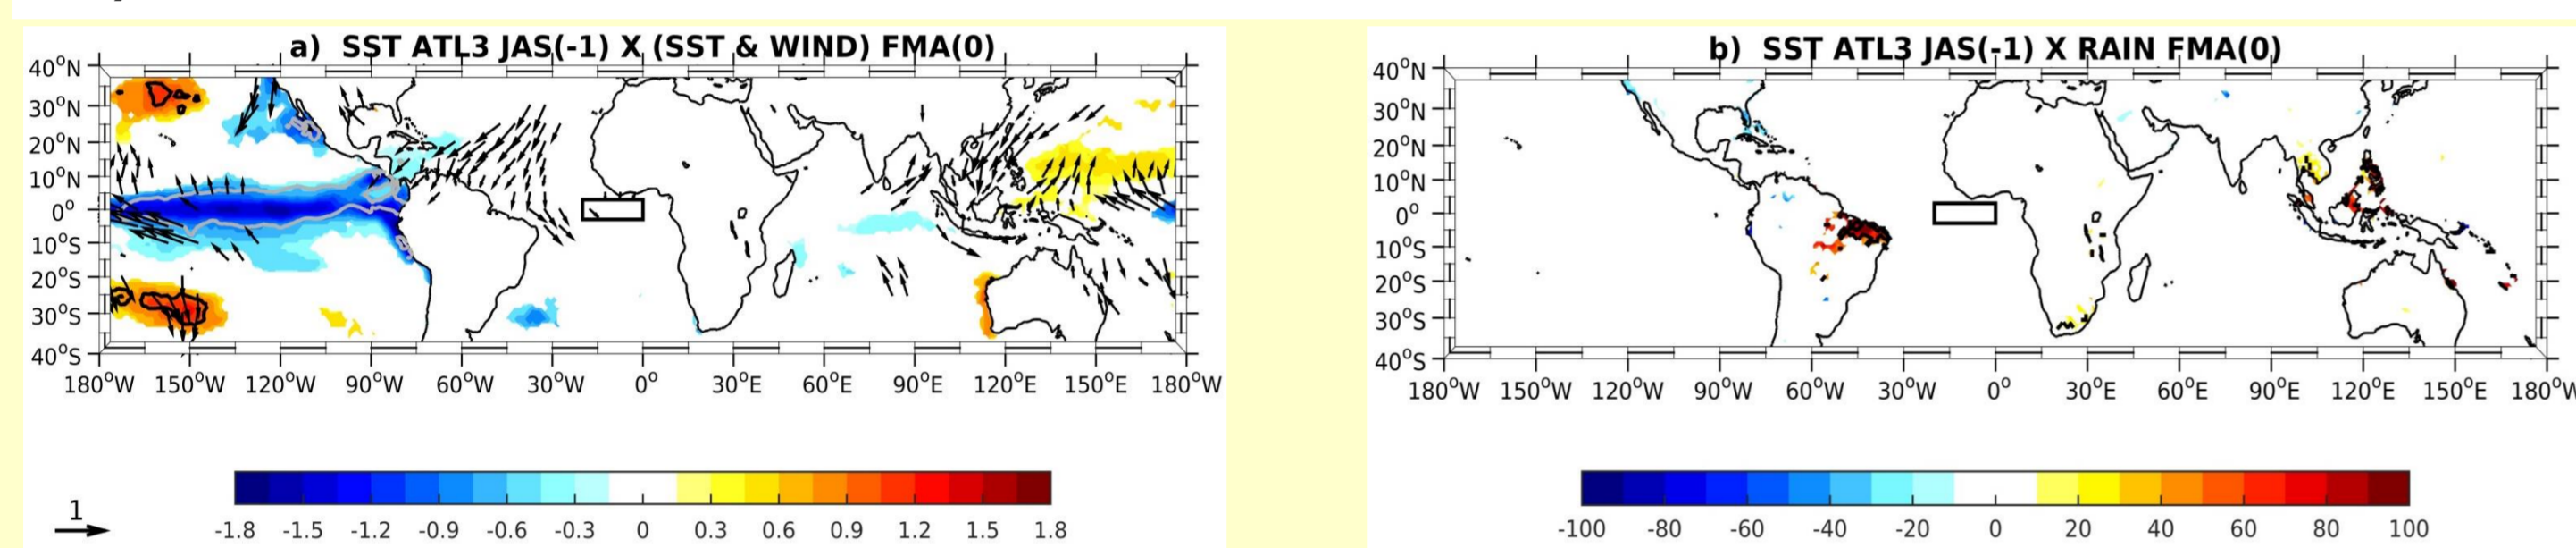 a) SST ATL3 JAS(-1) X (SST & WIND) FMA(0)
40°N
30°N
20°N
10°N
0°
10°S
20°S
30°S
40°S
180°W 150°W 120°W 90°W 60°W 30°W 0° 30°E 60°E 90°E 120°E 150°E 180°W
1
-1.8 -1.5 -1.2 -0.9 -0.6 -0.3 0 0.3 0.6 0.9 1.2 1.5 1.8
b) SST ATL3 JAS(-1) X RAIN FMA(0)
40°N
30°N
20°N
10°N
0°
10°S
20°S
30°S
40°S
180°W 150°W 120°W 90°W 60°W 30°W 0° 30°E 60°E 90°E 120°E 150°E 180°W
-100 -80 -60 -40 -20 0 20 40 60 80 100